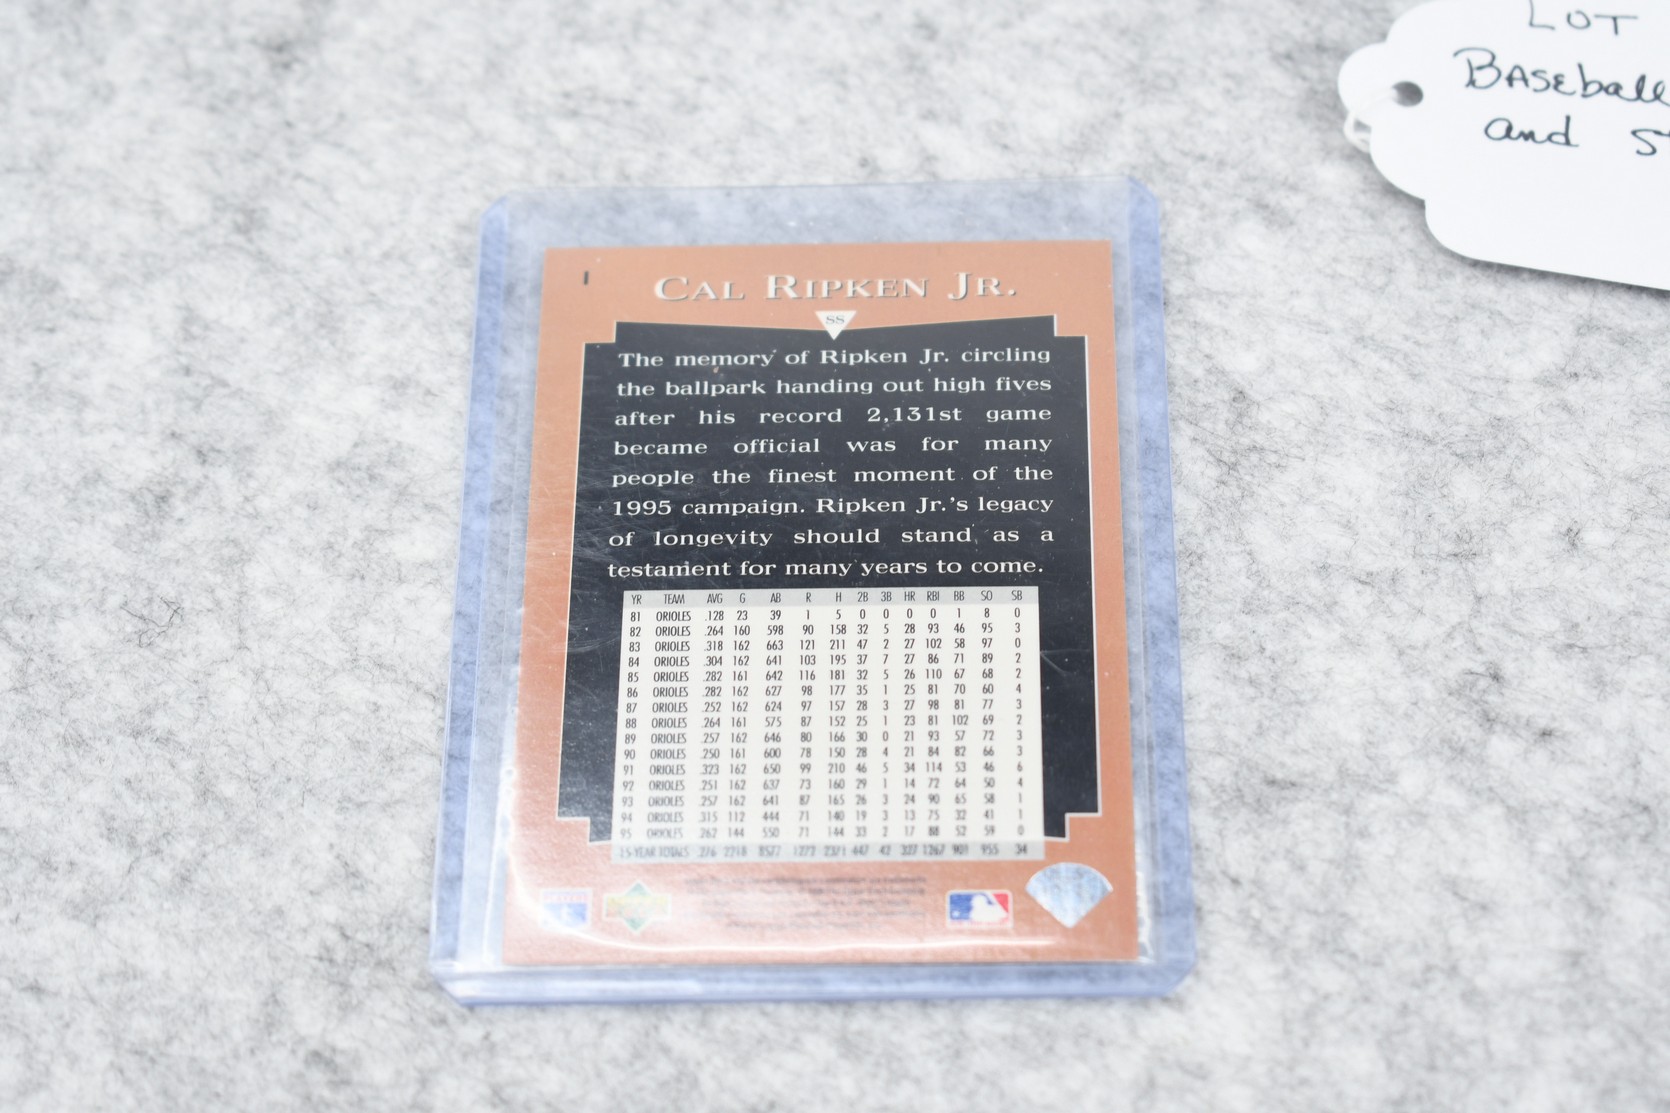 LOT
Baseball
and
1
CAL RIPKEN JR.
SS
The memory of Ripken Jr. circling
the ballpark handing out high fives
after his record 2,131st game
became official was for many
people the finest moment of the
1995 campaign. Ripken Jr.'s legacy
of longevity should stand as a
testament for many years to come.
YR TEAM AVG G AB R H 2B 3B HR RBI BB SO SB
81 ORIOLES .128 23 39 1 5 0 0 0 0 1 8 0
82 ORIOLES .264 160 598 90 158 32 5 28 93 46 95 3
83 ORIOLES .318 162 663 121 211 47 2 27 102 58 97 0
84 ORIOLES .304 162 641 103 195 37 7 27 86 71 89 2
85 ORIOLES .282 161 642 116 181 32 5 26 110 67 68 2
86 ORIOLES .282 162 627 98 177 35 1 25 81 70 60 4
87 ORIOLES .252 162 624 97 157 28 3 27 98 81 77 3
88 ORIOLES .264 161 575 87 152 25 1 23 81 102 69 2
89 ORIOLES .257 162 646 80 166 30 0 21 93 57 72 3
90 ORIOLES .250 161 600 78 150 28 4 21 84 82 66 3
91 ORIOLES .323 162 650 99 210 46 5 34 114 53 46 6
92 ORIOLES .251 162 637 73 160 29 1 14 72 64 50 4
93 ORIOLES .257 162 641 87 165 26 3 24 90 65 58 1
94 ORIOLES .315 112 444 71 140 19 3 13 75 32 41 1
95 ORIOLES .262 144 550 71 144 33 2 17 88 52 59 0
15-YEAR TOTALS .276 2218 8577 1272 2371 447 42 327 1267 901 955 34